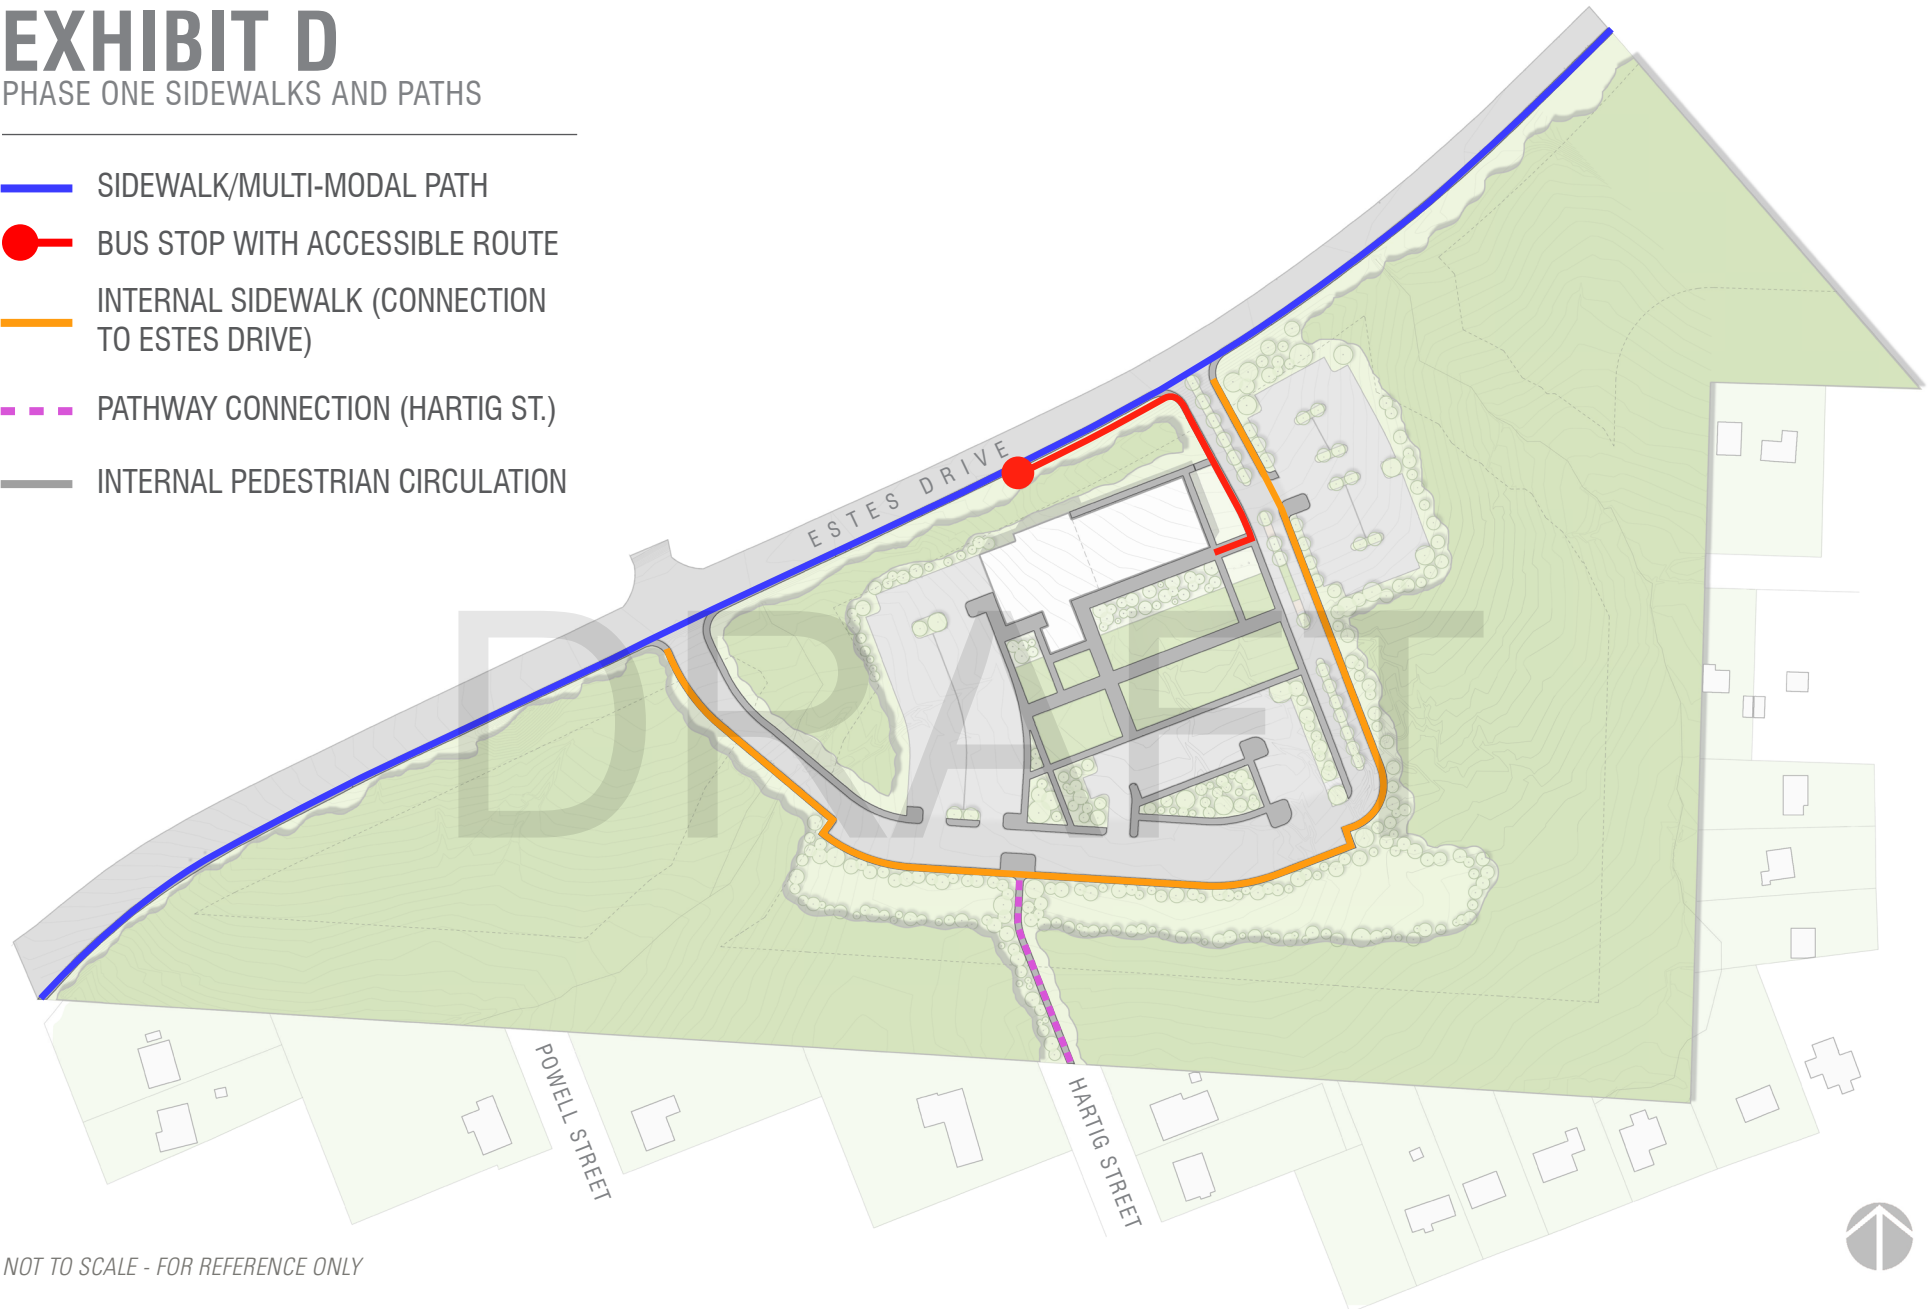 EXHIBIT D
PHASE ONE SIDEWALKS AND PATHS
SIDEWALK/MULTI-MODAL PATH
BUS STOP WITH ACCESSIBLE ROUTE
INTERNAL SIDEWALK (CONNECTION
TO ESTES DRIVE)
PATHWAY CONNECTION (HARTIG ST.)
INTERNAL PEDESTRIAN CIRCULATION
ESTES DRIVE
DRAFT
POWELL STREET
HARTIG STREET
NOT TO SCALE - FOR REFERENCE ONLY